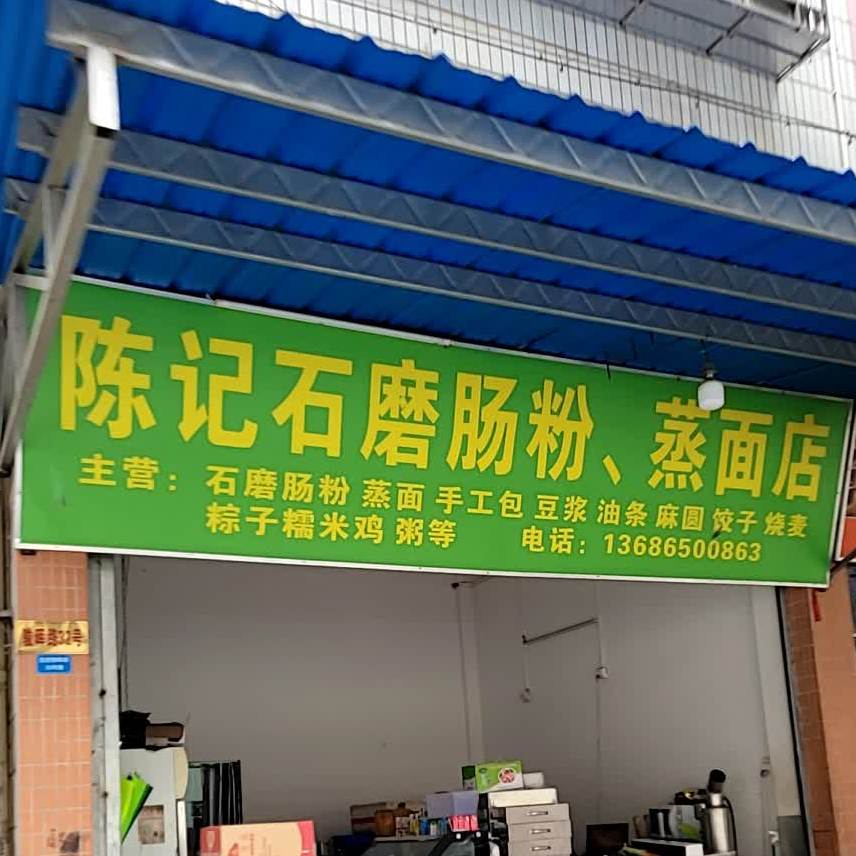 陈记石磨肠粉、蒸面店
主营：石磨肠粉 蒸面 手工包 豆浆 油条 麻圆 饺子 烧麦
粽子糯米鸡 粥等 电话：13686500863